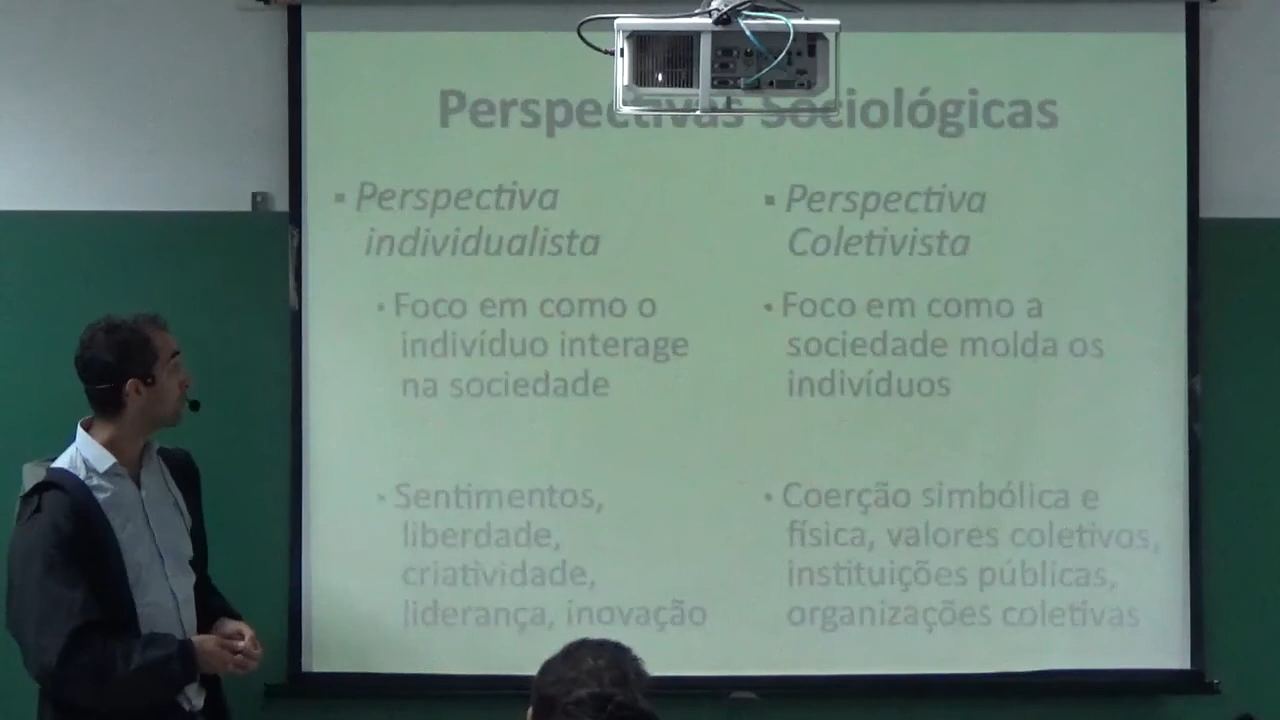 Perspectivas Sociológicas
▪ Perspectiva
individualista
• Foco em como o
indivíduo interage
na sociedade
• Sentimentos,
liberdade,
criatividade,
liderança, inovação
▪ Perspectiva
Coletivista
• Foco em como a
sociedade molda os
indivíduos
• Coerção simbólica e
física, valores coletivos,
instituições públicas,
organizações coletivas